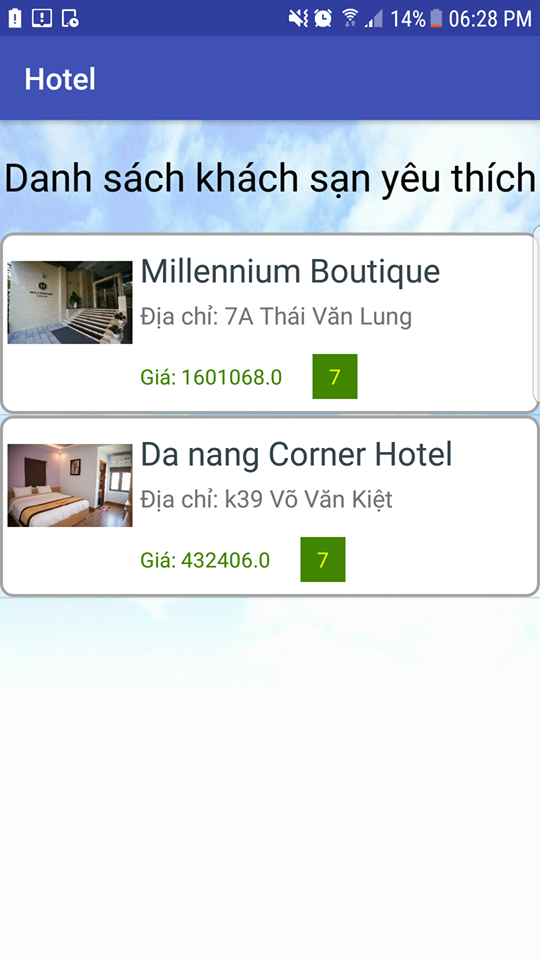 14% 06:28 PM
Hotel
Danh sách khách sạn yêu thích
Millennium Boutique
Địa chỉ: 7A Thái Văn Lung
Giá: 1601068.0 7
Da nang Corner Hotel
Địa chỉ: k39 Võ Văn Kiệt
Giá: 432406.0 7